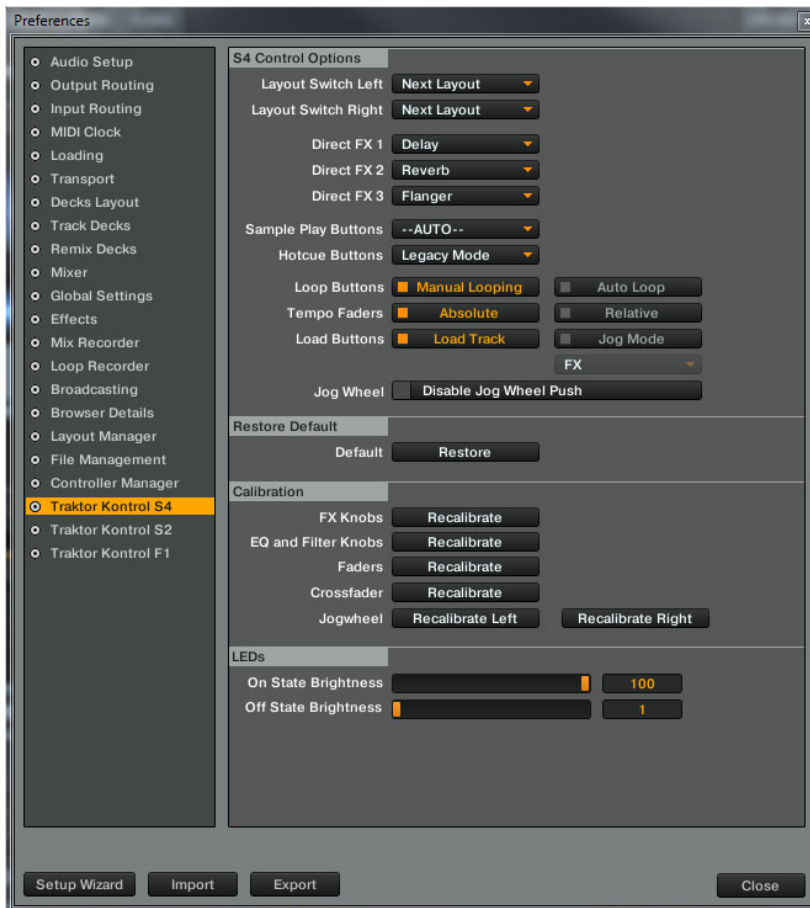 Preferences
Audio Setup
Output Routing
Input Routing
MIDI Clock
Loading
Transport
Decks Layout
Track Decks
Remix Decks
Mixer
Global Settings
Effects
Mix Recorder
Loop Recorder
Broadcasting
Browser Details
Layout Manager
File Management
Controller Manager
Traktor Kontrol S4
Traktor Kontrol S2
Traktor Kontrol F1
S4 Control Options
Layout Switch Left Next Layout
Layout Switch Right Next Layout
Direct FX 1 Delay
Direct FX 2 Reverb
Direct FX 3 Flanger
Sample Play Buttons --AUTO--
Hotcue Buttons Legacy Mode
Loop Buttons Manual Looping Auto Loop
Tempo Faders Absolute Relative
Load Buttons Load Track Jog Mode
FX
Jog Wheel Disable Jog Wheel Push
Restore Default
Default Restore
Calibration
FX Knobs Recalibrate
EQ and Filter Knobs Recalibrate
Faders Recalibrate
Crossfader Recalibrate
Jogwheel Recalibrate Left Recalibrate Right
LEDs
On State Brightness 100
Off State Brightness 1
Setup Wizard Import Export Close